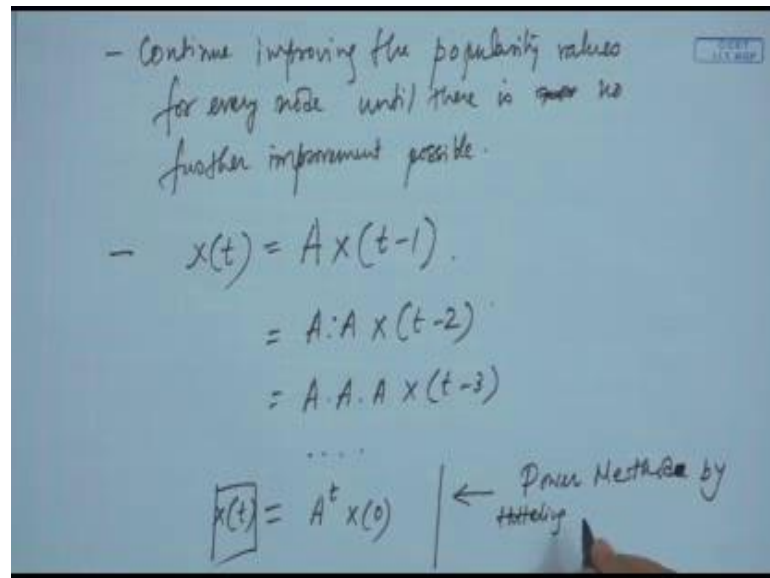 - Continue improving the popularity values
for every node until there is no
further improvement possible.
- x(t) = A x(t-1).
= A.A x(t-2)
= A.A.A x(t-3)
....
x(t) = A^t x(0) | ← Power Method by
Hotteling